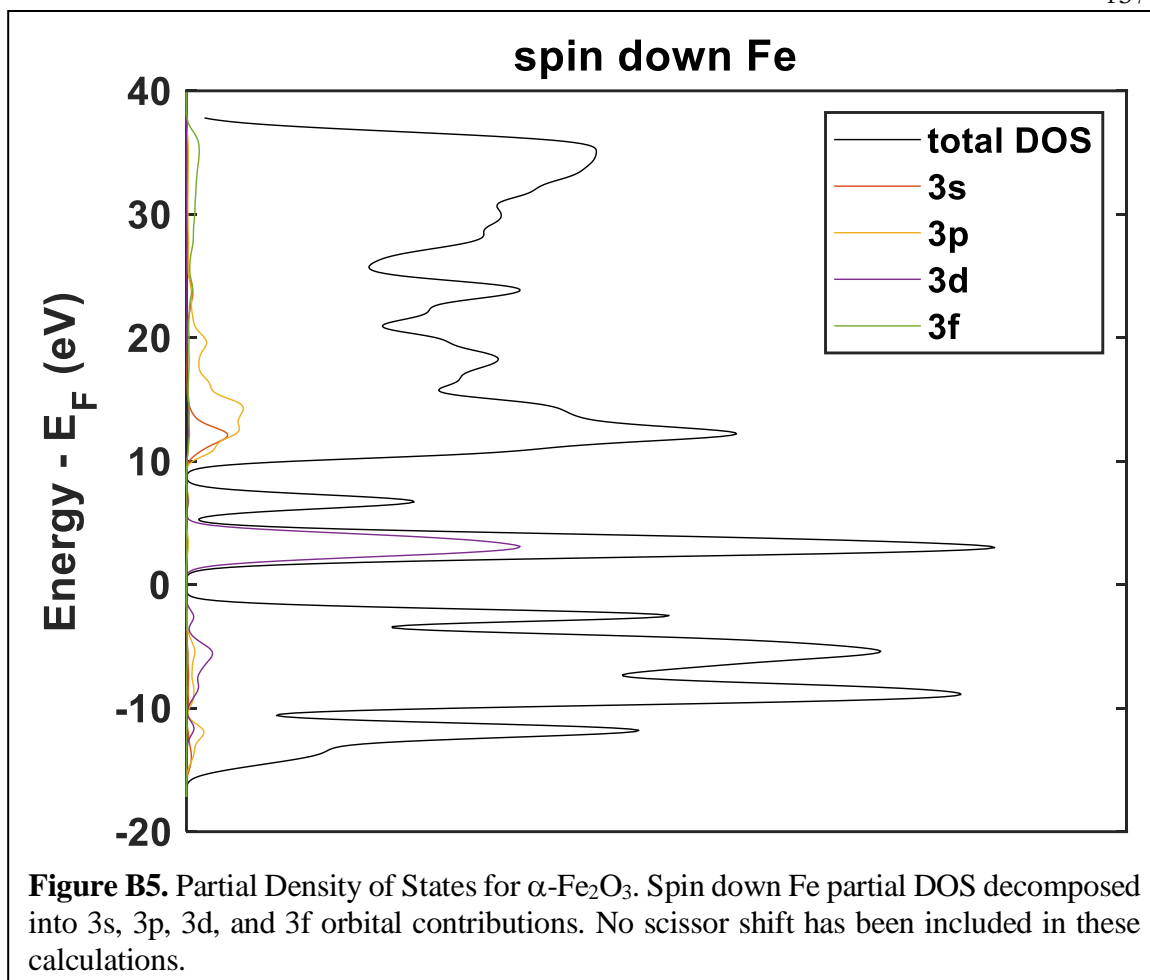 spin down Fe
40
30
20
10
0
-10
-20
Energy - E_F (eV)
total DOS
3s
3p
3d
3f
Figure B5. Partial Density of States for α-Fe₂O₃. Spin down Fe partial DOS decomposed
into 3s, 3p, 3d, and 3f orbital contributions. No scissor shift has been included in these
calculations.